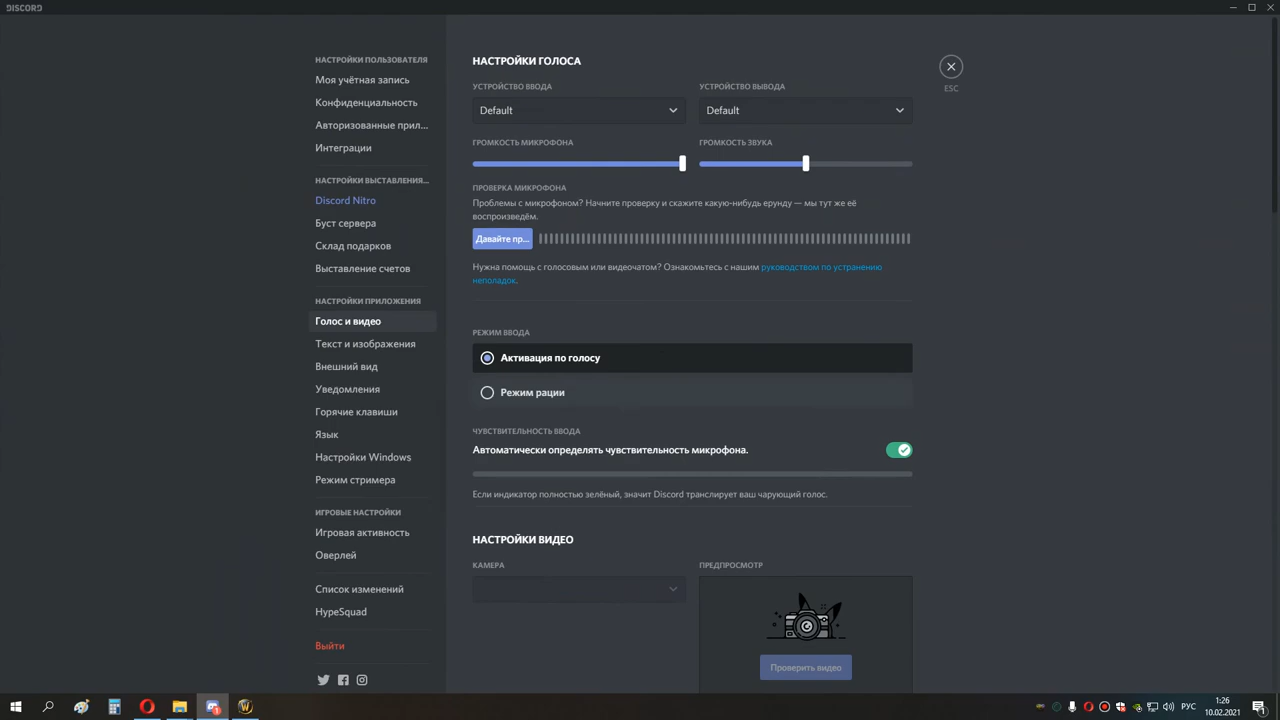 DISCORD
НАСТРОЙКИ ПОЛЬЗОВАТЕЛЯ
Моя учётная запись
Конфиденциальность
Авторизованные прил...
Интеграции
НАСТРОЙКИ ВЫСТАВЛЕНИЯ...
Discord Nitro
Буст сервера
Склад подарков
Выставление счетов
НАСТРОЙКИ ПРИЛОЖЕНИЯ
Голос и видео
Текст и изображения
Внешний вид
Уведомления
Горячие клавиши
Язык
Настройки Windows
Режим стримера
ИГРОВЫЕ НАСТРОЙКИ
Игровая активность
Оверлей
Список изменений
HypeSquad
Выйти
НАСТРОЙКИ ГОЛОСА
ESC
УСТРОЙСТВО ВВОДА
УСТРОЙСТВО ВЫВОДА
Default
Default
ГРОМКОСТЬ МИКРОФОНА
ГРОМКОСТЬ ЗВУКА
ПРОВЕРКА МИКРОФОНА
Проблемы с микрофоном? Начните проверку и скажите какую-нибудь ерунду — мы тут же её
воспроизведём.
Давайте пр...
Нужна помощь с голосовым или видеочатом? Ознакомьтесь с нашим руководством по устранению
неполадок.
РЕЖИМ ВВОДА
Активация по голосу
Режим рации
ЧУВСТВИТЕЛЬНОСТЬ ВВОДА
Автоматически определять чувствительность микрофона.
Если индикатор полностью зелёный, значит Discord транслирует ваш чарующий голос.
НАСТРОЙКИ ВИДЕО
КАМЕРА
ПРЕДПРОСМОТР
Проверить видео
РУС
1:26
10.02.2021